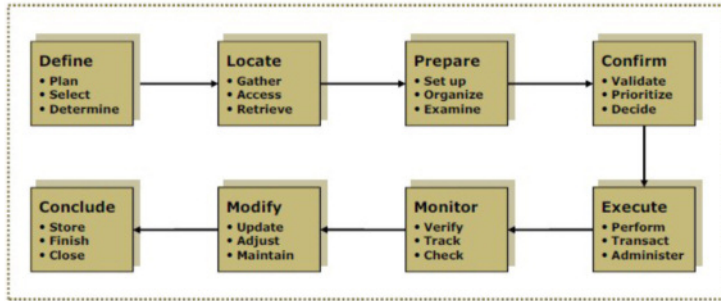 Define
• Plan
• Select
• Determine
Locate
• Gather
• Access
• Retrieve
Prepare
• Set up
• Organize
• Examine
Confirm
• Validate
• Prioritize
• Decide
Execute
• Perform
• Transact
• Administer
Monitor
• Verify
• Track
• Check
Modify
• Update
• Adjust
• Maintain
Conclude
• Store
• Finish
• Close